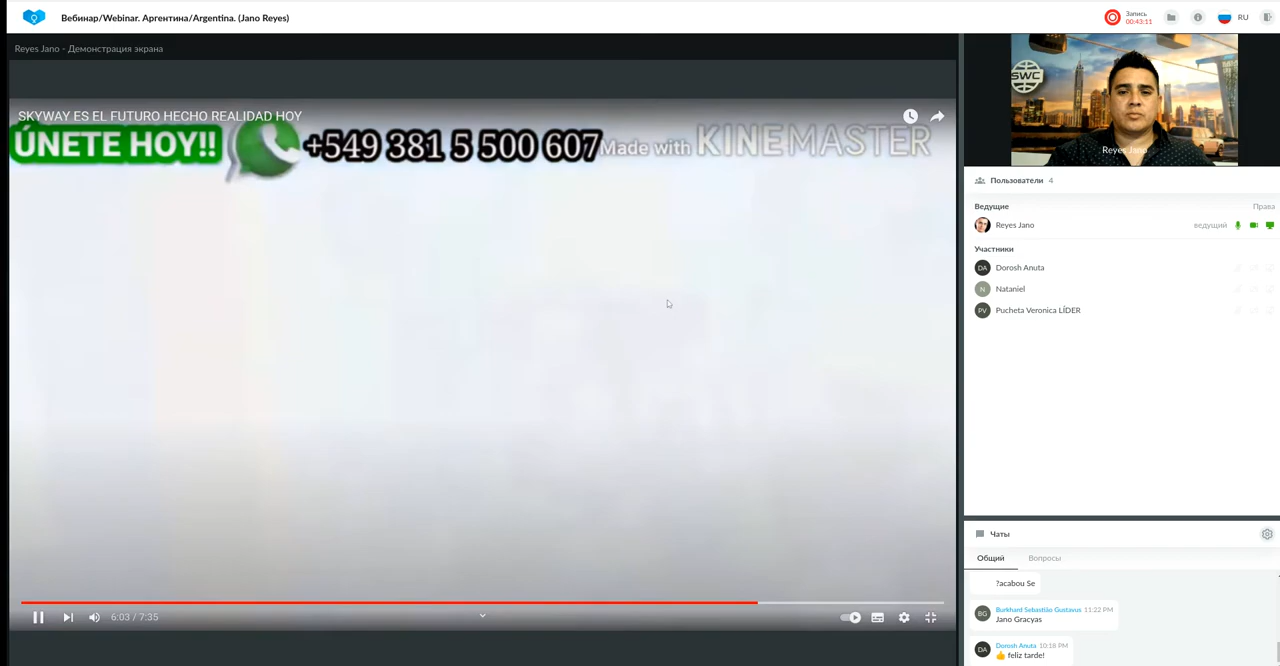 Вебинар/Webinar. Аргентина/Argentina. (Jano Reyes)
Запись
00:43:11
RU
Reyes Jano - Демонстрация экрана
SKYWAY ES EL FUTURO HECHO REALIDAD HOY
ÚNETE HOY!! +549 381 5 500 607 Made with KINEMASTER
6:03 / 7:35
SWC
Reyes Jano
Пользователи 4
Ведущие Права
Reyes Jano ведущий
Участники
DA Dorosh Anuta
N Nataniel
PV Pucheta Veronica LÍDER
Чаты
Общий Вопросы
?acabou Se
BG Burkhard Sebastião Gustavus 11:22 PM
Jano Gracyas
DA Dorosh Anuta 10:18 PM
👍 feliz tarde!